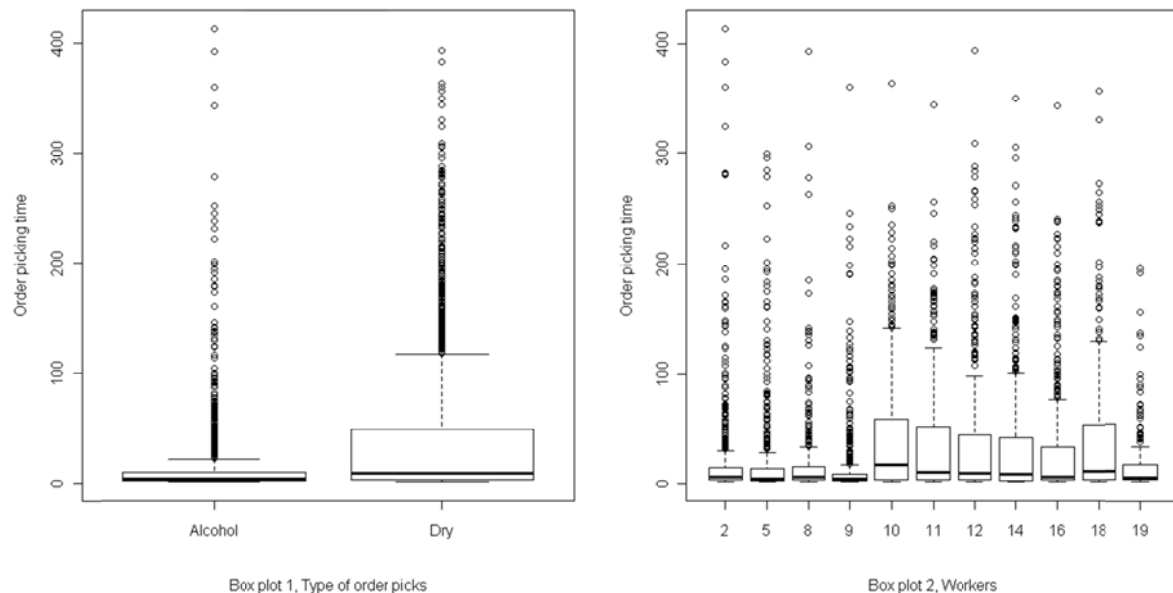 Order picking time
400
300
200
100
0
Alcohol Dry
Box plot 1, Type of order picks
Order picking time
400
300
200
100
0
2 5 8 9 10 11 12 14 16 18 19
Box plot 2, Workers